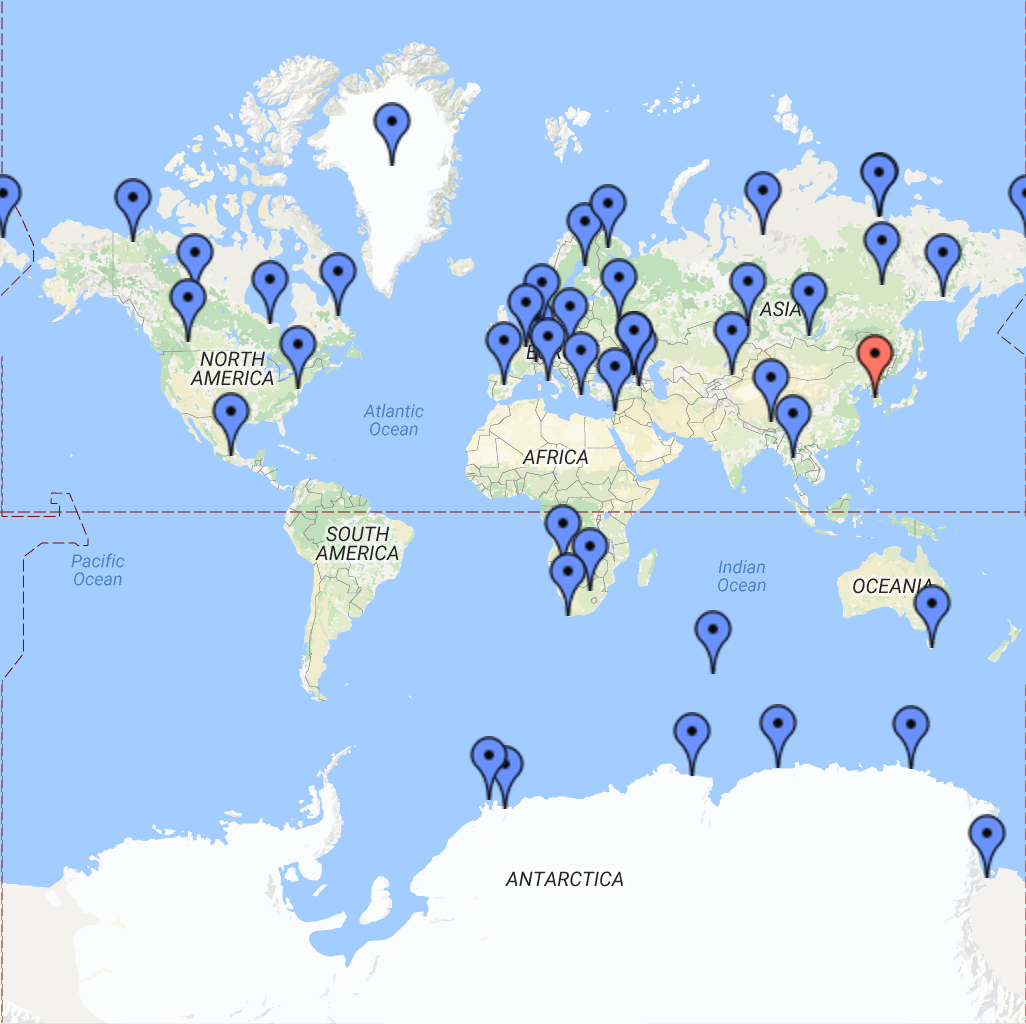 ASIA
NORTH
AMERICA
Atlantic
Ocean
AFRICA
SOUTH
AMERICA
Pacific
Ocean
Indian
Ocean
OCEANIA
ANTARCTICA